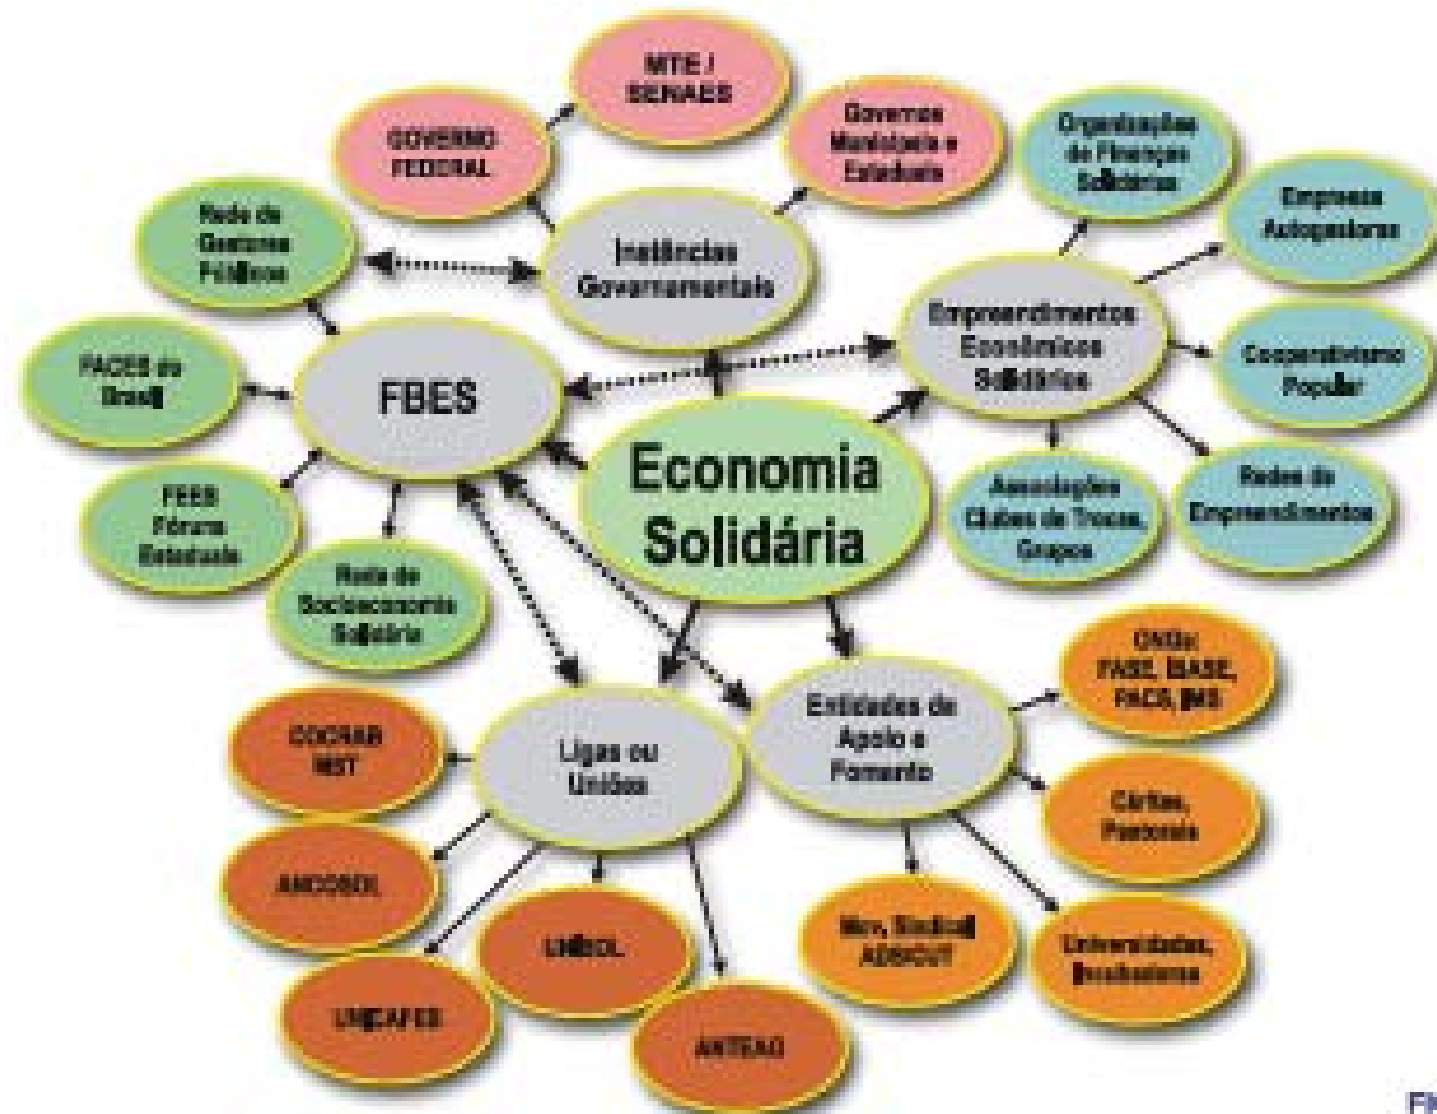 MTE /
SENAES
GOVERNO
FEDERAL
Governos
Municipais e
Estaduais
Organizações
de Finanças
Solidárias
Empresas
Autogestoras
Rede de
Gestores
Públicos
Instâncias
Governamentais
Empreendimentos
Econômicos
Solidários
Cooperativismo
Popular
FACES do
Brasil
FBES
Economia
Solidária
Associações
Clubes de Trocas,
Grupos
Redes de
Empreendimentos
FEES
Fóruns
Estaduais
Rede de
Socioeconomia
Solidária
ONGs:
FASE, IBASE,
PACS, IMS
Entidades de
Apoio e
Fomento
Ligas ou
Uniões
CONCRAB
MST
Cáritas,
Pastorais
ANCOSOL
UNISOL
Mov. Sindical
ADS/CUT
Universidades,
Incubadoras
UNICAFES
ANTEAG